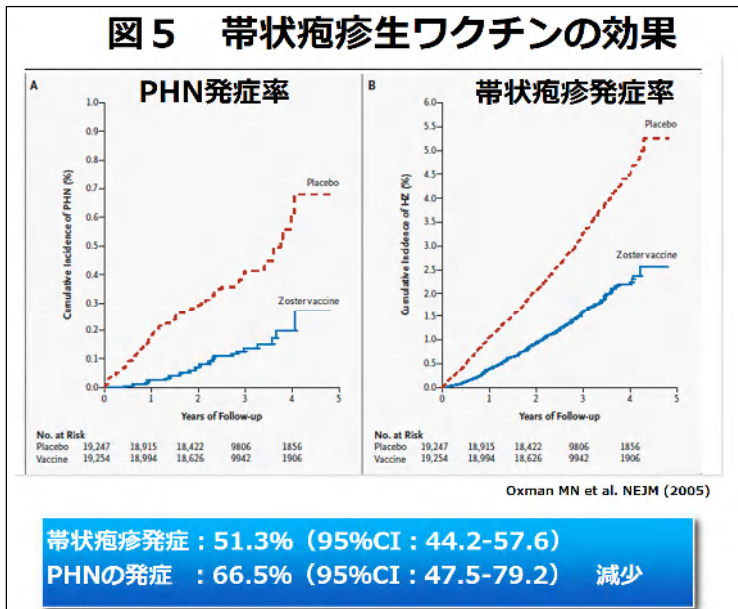 図５　帯状疱疹生ワクチンの効果
A
PHN発症率
Cumulative Incidence of PHN (%)
1.0
0.9
0.8
0.7
0.6
0.5
0.4
0.3
0.2
0.1
0.0
Placebo
Zoster vaccine
0 1 2 3 4 5
Years of Follow-up
No. at Risk
Placebo 19,247 18,915 18,422 9806 1856
Vaccine 19,254 18,994 18,626 9942 1906
B
帯状疱疹発症率
Cumulative Incidence of HZ (%)
6.0
5.5
5.0
4.5
4.0
3.5
3.0
2.5
2.0
1.5
1.0
0.5
0.0
Placebo
Zoster vaccine
0 1 2 3 4 5
Years of Follow-up
No. at Risk
Placebo 19,247 18,915 18,422 9806 1856
Vaccine 19,254 18,994 18,626 9942 1906
Oxman MN et al. NEJM (2005)
帯状疱疹発症：51.3%（95%CI：44.2-57.6）
PHNの発症　：66.5%（95%CI：47.5-79.2）　減少